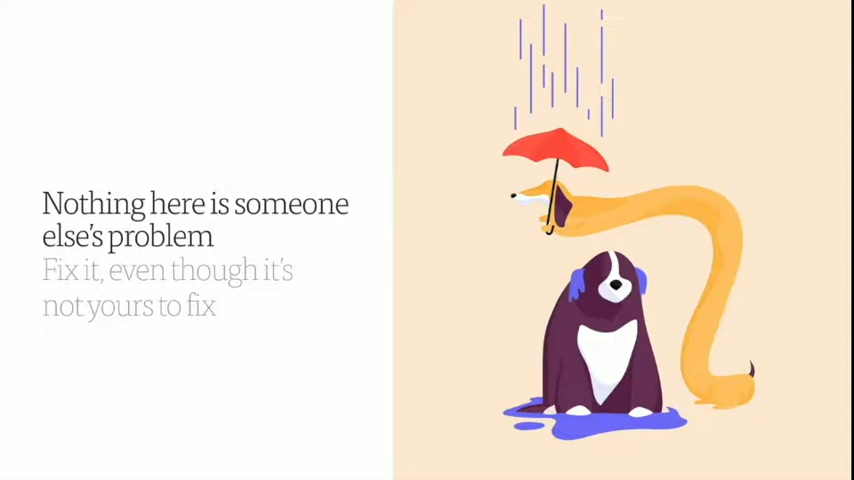 Nothing here is someone
else's problem
Fix it, even though it's
not yours to fix